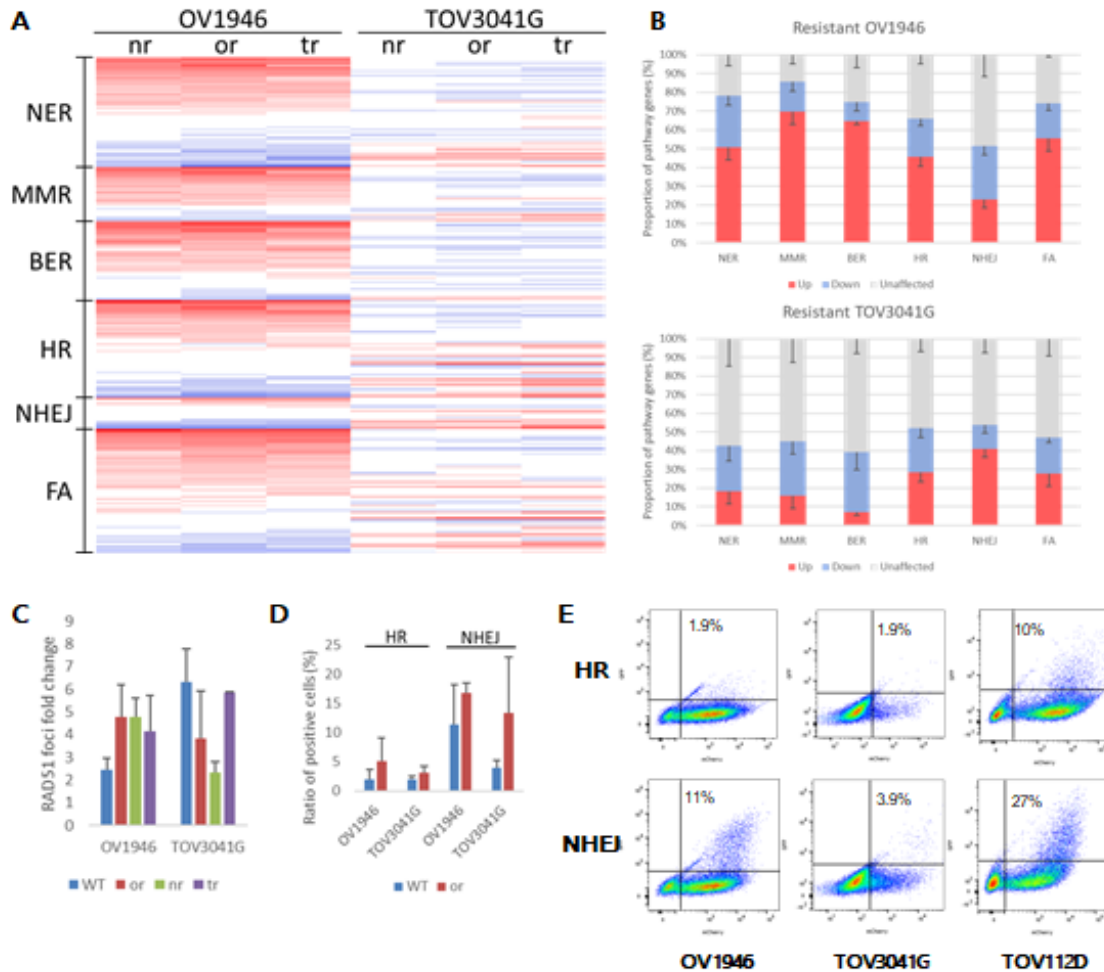 A
OV1946 TOV3041G
nr or tr nr or tr
NER
MMR
BER
HR
NHEJ
FA
B
Resistant OV1946
Proportion of pathway genes (%)
100%
90%
80%
70%
60%
50%
40%
30%
20%
10%
0%
NER MMR BER HR NHEJ FA
Up Down Unaffected
Resistant TOV3041G
Proportion of pathway genes (%)
100%
90%
80%
70%
60%
50%
40%
30%
20%
10%
0%
NER MMR BER HR NHEJ FA
Up Down Unaffected
C
RAD51 foci fold change
9
8
7
6
5
4
3
2
1
0
OV1946 TOV3041G
WT or nr tr
D
Ratio of positive cells (%)
25
20
15
10
5
0
HR NHEJ
OV1946 TOV3041G OV1946 TOV3041G
WT or
E
HR
1.9% 1.9% 10%
mCherry mCherry mCherry
NHEJ
11% 3.9% 27%
mCherry mCherry mCherry
OV1946 TOV3041G TOV112D